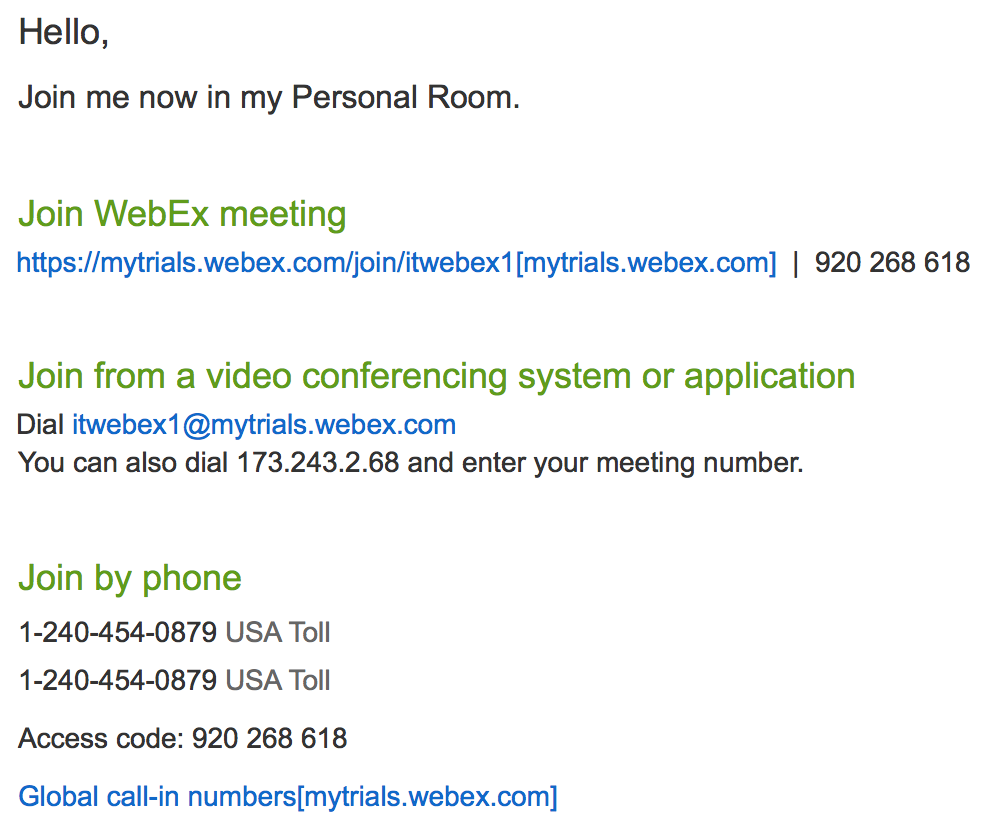 Hello,
Join me now in my Personal Room.
Join WebEx meeting
https://mytrials.webex.com/join/itwebex1[mytrials.webex.com] | 920 268 618
Join from a video conferencing system or application
Dial itwebex1@mytrials.webex.com
You can also dial 173.243.2.68 and enter your meeting number.
Join by phone
1-240-454-0879 USA Toll
1-240-454-0879 USA Toll
Access code: 920 268 618
Global call-in numbers[mytrials.webex.com]